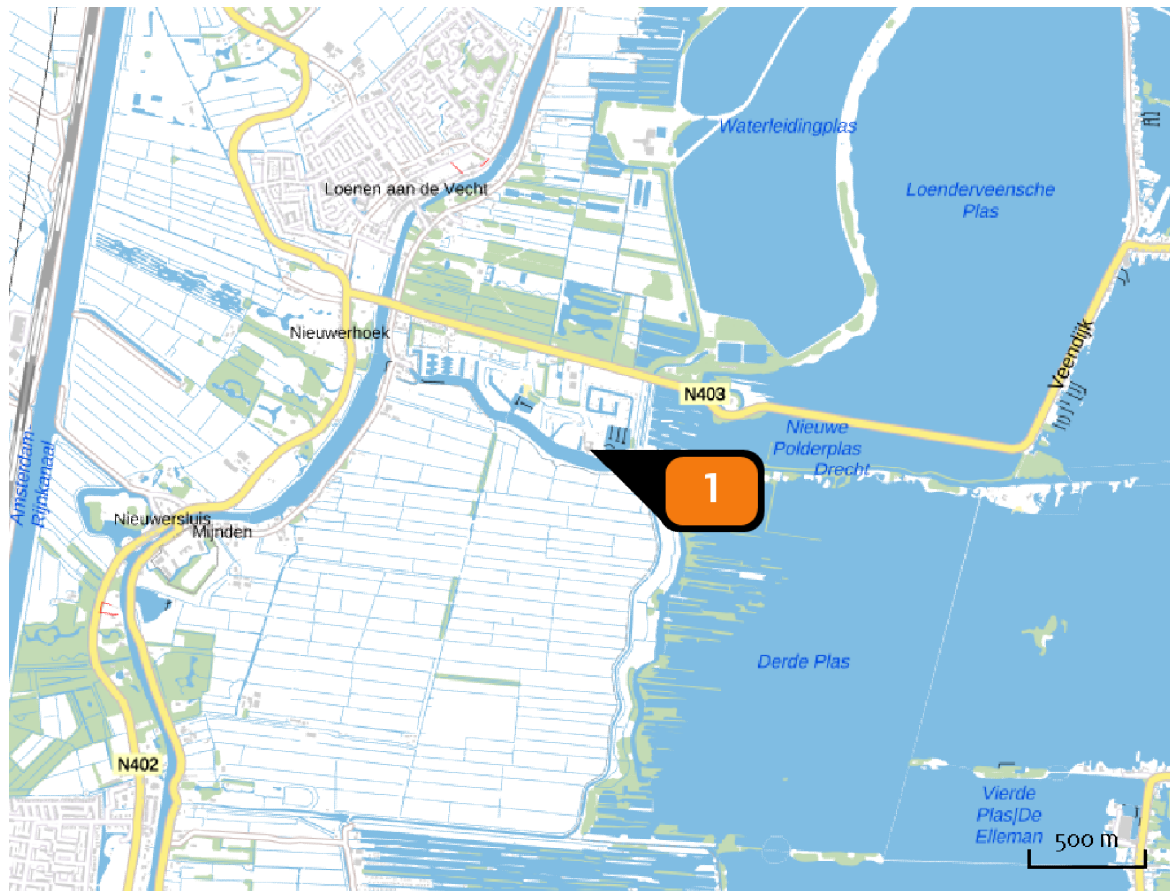 Waterleidingplas
Loenderveensche
Plas
Loenen aan de Vecht
Nieuwerhoek
Veendijk
N403
Nieuwe
Polderplas
Drecht
Amsterdam-
Rijnkanaal
1
Nieuwersluis
Mijnden
Derde Plas
N402
Vierde
Plas|De
Elleman
500 m